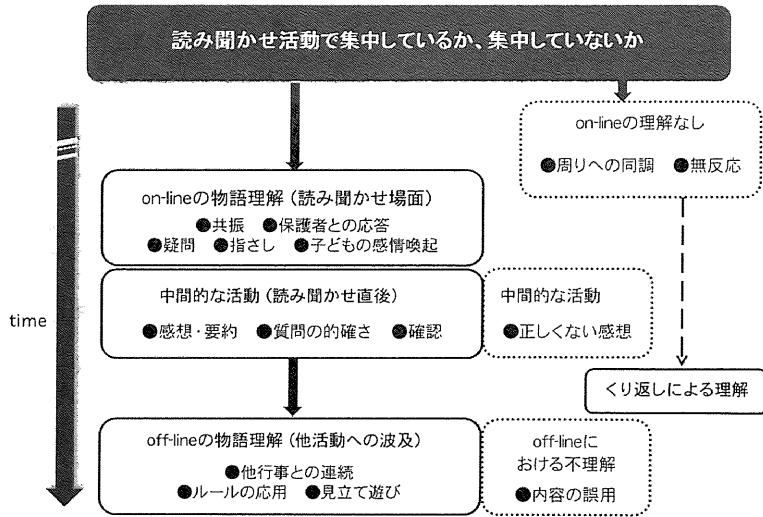 読み聞かせ活動で集中しているか、集中していないか
on-lineの理解なし
●周りへの同調 ●無反応
on-lineの物語理解（読み聞かせ場面）
●共振 ●保護者との応答
●疑問 ●指さし ●子どもの感情喚起
中間的な活動（読み聞かせ直後）
●感想・要約 ●質問の的確さ ●確認
中間的な活動
●正しくない感想
time
くり返しによる理解
off-lineの物語理解（他活動への波及）
●他行事との連続
●ルールの応用 ●見立て遊び
off-lineに
おける不理解
●内容の誤用